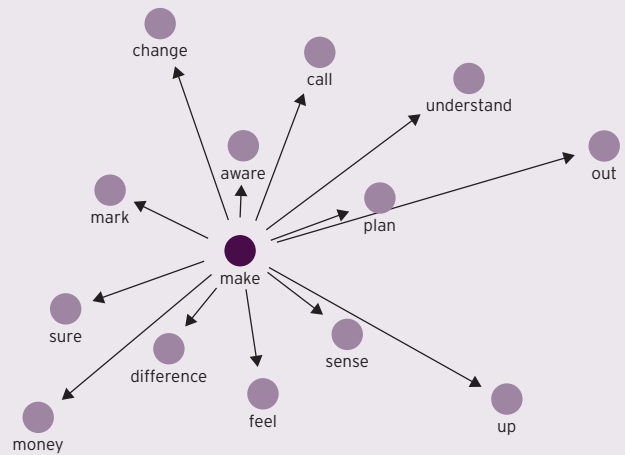 change
call
understand
aware
out
mark
plan
make
sure
sense
difference
feel
up
money